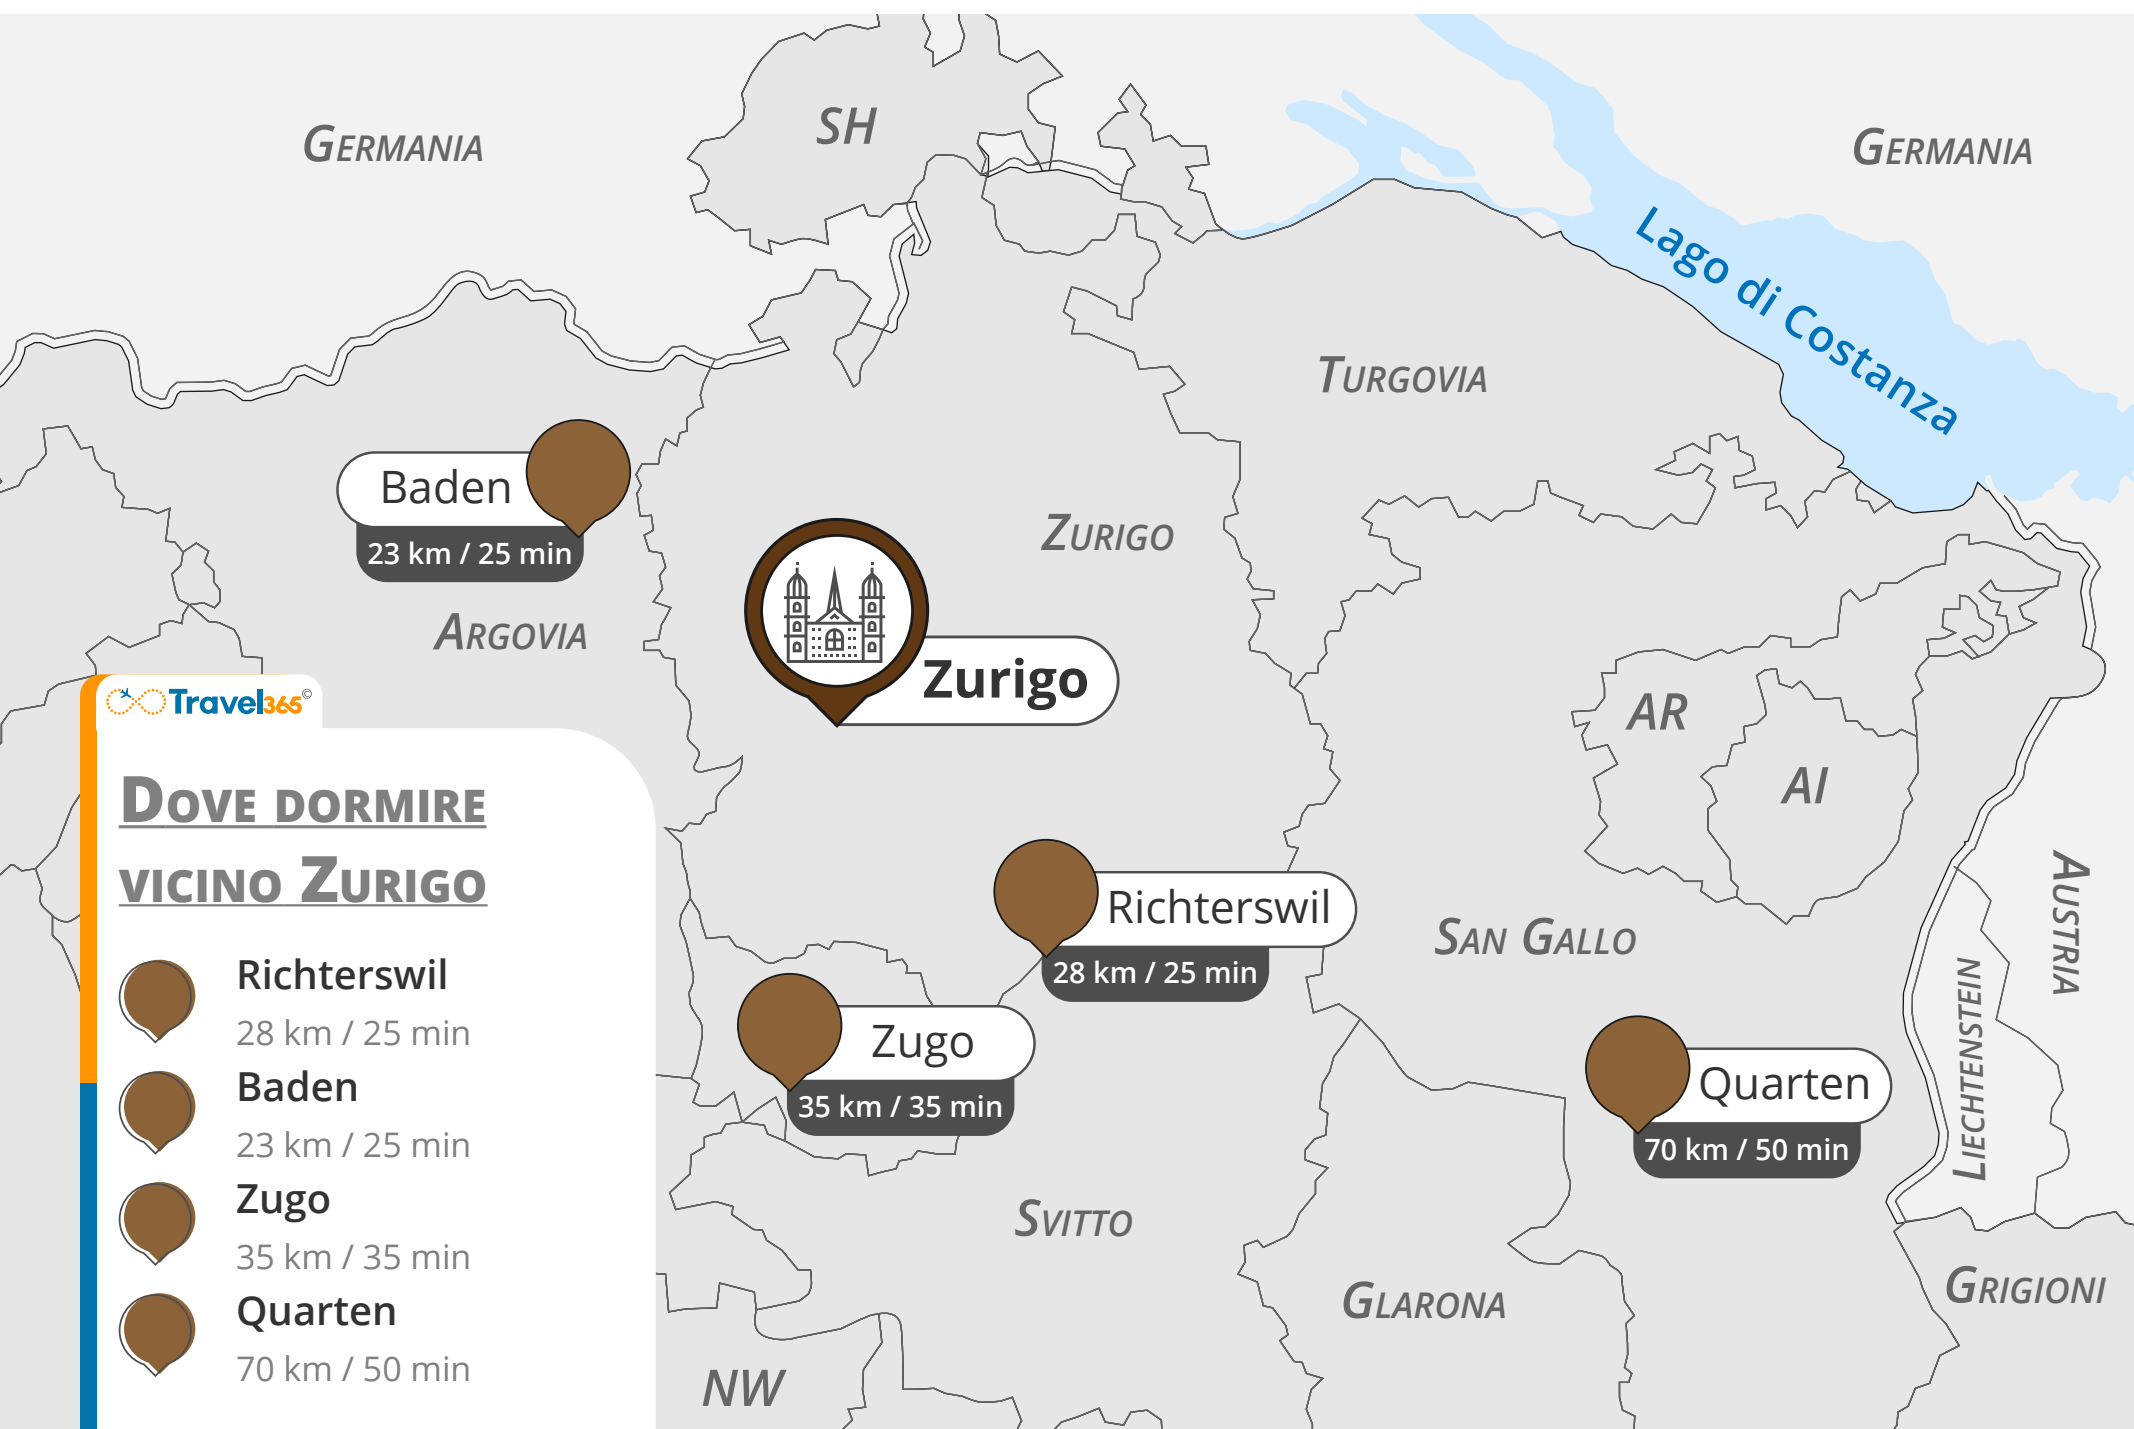 GERMANIA
SH
GERMANIA
Lago di Costanza
TURGOVIA
Baden
23 km / 25 min
ZURIGO
ARGOVIA
Zurigo
AR
AI
Travel365©
DOVE DORMIRE
VICINO ZURIGO
Richterswil
28 km / 25 min
Baden
23 km / 25 min
Zugo
35 km / 35 min
Quarten
70 km / 50 min
Richterswil
28 km / 25 min
SAN GALLO
AUSTRIA
LIECHTENSTEIN
Zugo
35 km / 35 min
Quarten
70 km / 50 min
SVITTO
GLARONA
GRIGIONI
NW